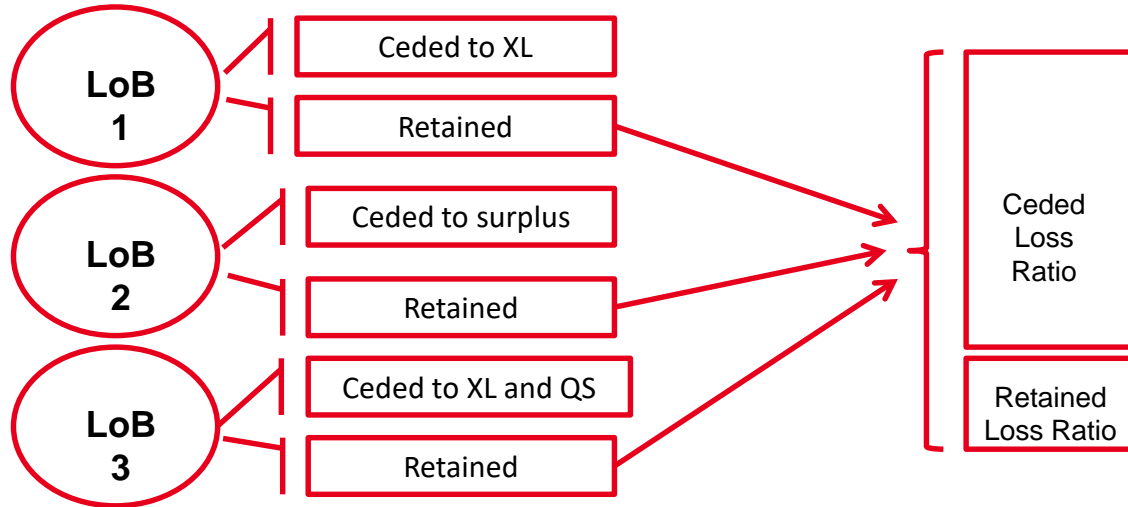 LoB
1
Ceded to XL
Retained
LoB
2
Ceded to surplus
Retained
LoB
3
Ceded to XL and QS
Retained
Ceded
Loss
Ratio
Retained
Loss Ratio